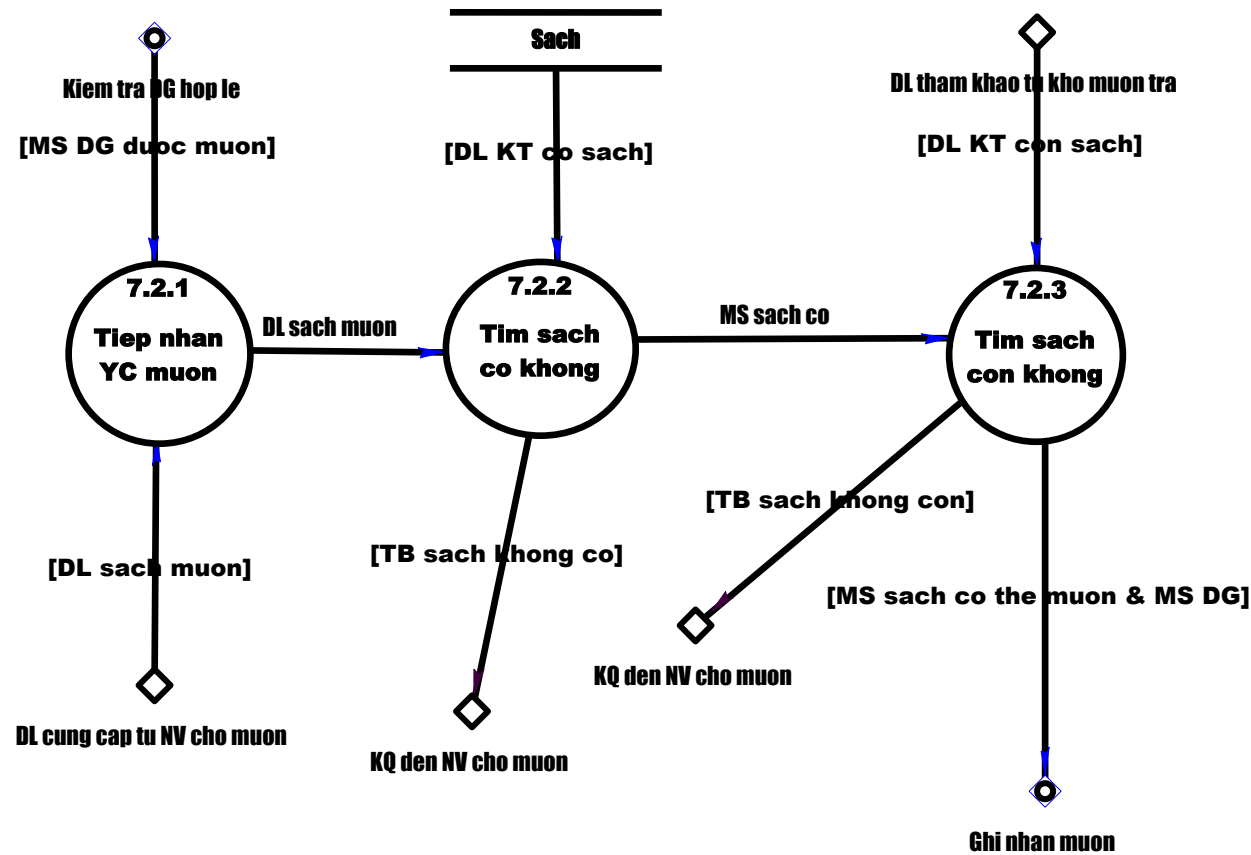 Sach
Kiem tra DG hop le
DL tham khao tu kho muon tra
[MS DG duoc muon]
[DL KT co sach]
[DL KT con sach]
7.2.1
Tiep nhan
YC muon
DL sach muon
7.2.2
Tim sach
co khong
MS sach co
7.2.3
Tim sach
con khong
[DL sach muon]
[TB sach khong co]
[TB sach khong con]
[MS sach co the muon & MS DG]
DL cung cap tu NV cho muon
KQ den NV cho muon
KQ den NV cho muon
Ghi nhan muon